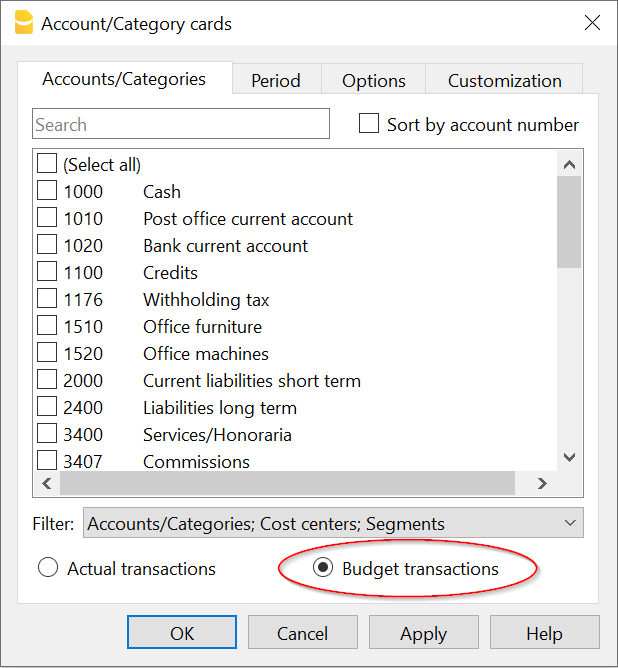 Account/Category cards
Accounts/Categories Period Options Customization
Search Sort by account number
(Select all)
1000 Cash
1010 Post office current account
1020 Bank current account
1100 Credits
1176 Withholding tax
1510 Office furniture
1520 Office machines
2000 Current liabilities short term
2400 Liabilities long term
3400 Services/Honoraria
3407 Commissions
Filter: Accounts/Categories; Cost centers; Segments
Actual transactions Budget transactions
OK Cancel Apply Help